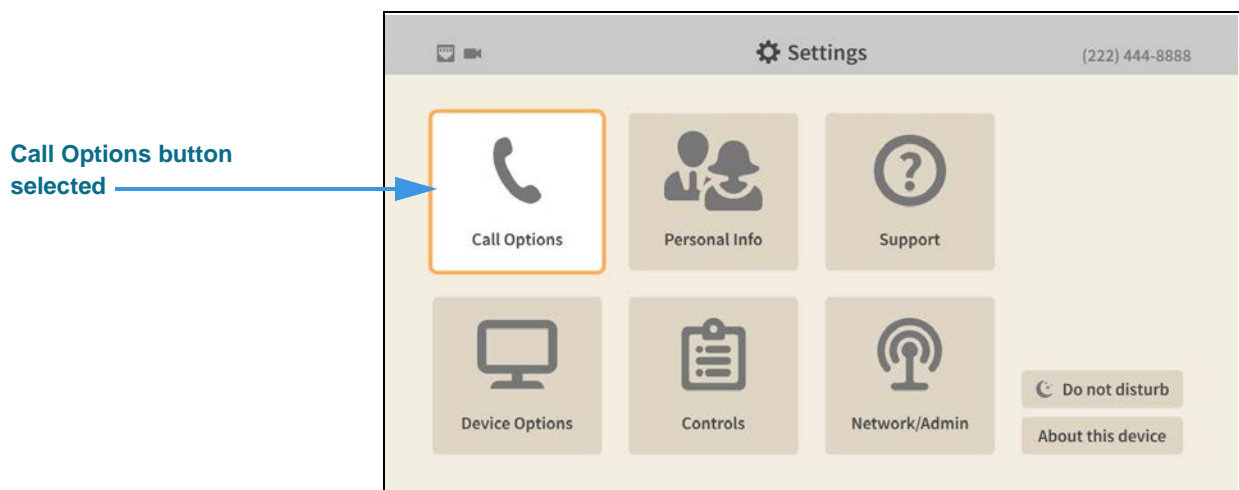 Settings
(222) 444-8888
Call Options button
selected
Call Options
Personal Info
Support
Device Options
Controls
Network/Admin
Do not disturb
About this device